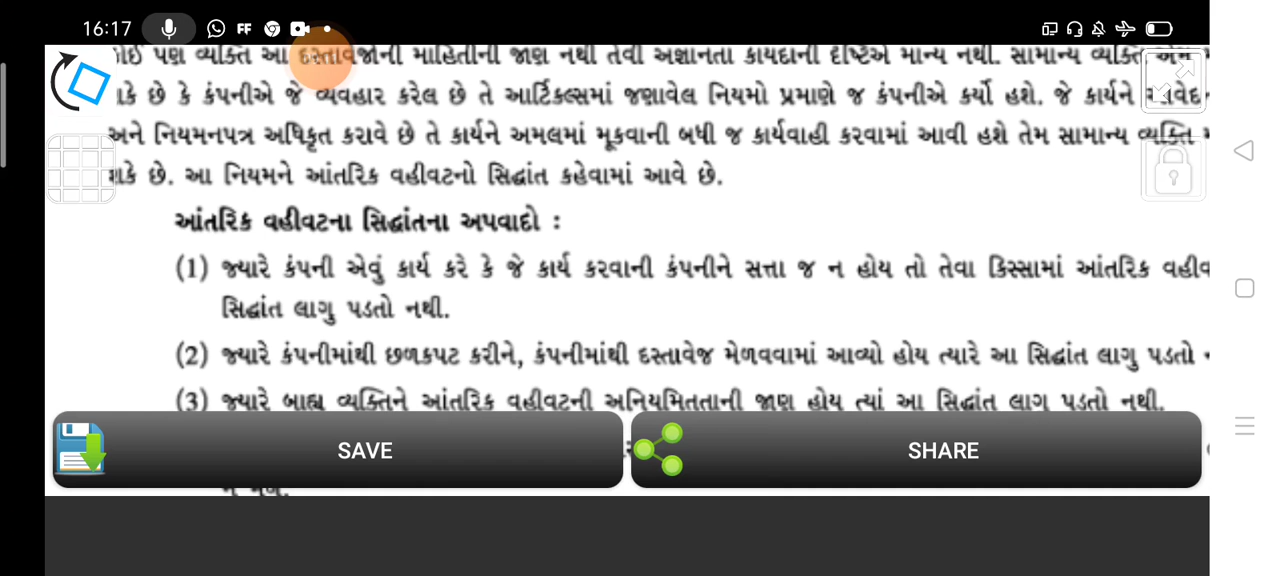 16:17 FF
પણ વ્યક્તિ આ દસ્તાવેજોની માહિતીની જાણ નથી તેવી અજ્ઞાનતા કાયદાની દૃષ્ટિએ માન્ય નથી. સામાન્ય વ્યક્તિ એમ
શકે છે કે કંપનીએ જે વ્યવહાર કરેલ છે તે આર્ટિકલ્સમાં જણાવેલ નિયમો પ્રમાણે જ કંપનીએ કર્યો હશે. જે કાર્યને
અને નિયમનપત્ર અધિકૃત કરાવે છે તે કાર્યને અમલમાં મૂકવાની બધી જ કાર્યવાહી કરવામાં આવી હશે તેમ સામાન્ય વ્યક્તિ
શકે છે. આ નિયમને આંતરિક વહીવટનો સિદ્ધાંત કહેવામાં આવે છે.
આંતરિક વહીવટના સિદ્ધાંતના અપવાદો :
(1) જ્યારે કંપની એવું કાર્ય કરે કે જે કાર્ય કરવાની કંપનીને સત્તા જ ન હોય તો તેવા કિસ્સામાં આંતરિક
સિદ્ધાંત લાગુ પડતો નથી.
(2) જ્યારે કંપનીમાંથી છળકપટ કરીને, કંપનીમાંથી દસ્તાવેજ મેળવવામાં આવ્યો હોય ત્યારે આ સિદ્ધાંત લાગુ પડતો
(3) જ્યારે બાહ્ય વ્યક્તિને આંતરિક વહીવટની અનિયમિતતાની જાણ હોય ત્યાં આ સિદ્ધાંત લાગુ પડતો નથી.
SAVE SHARE